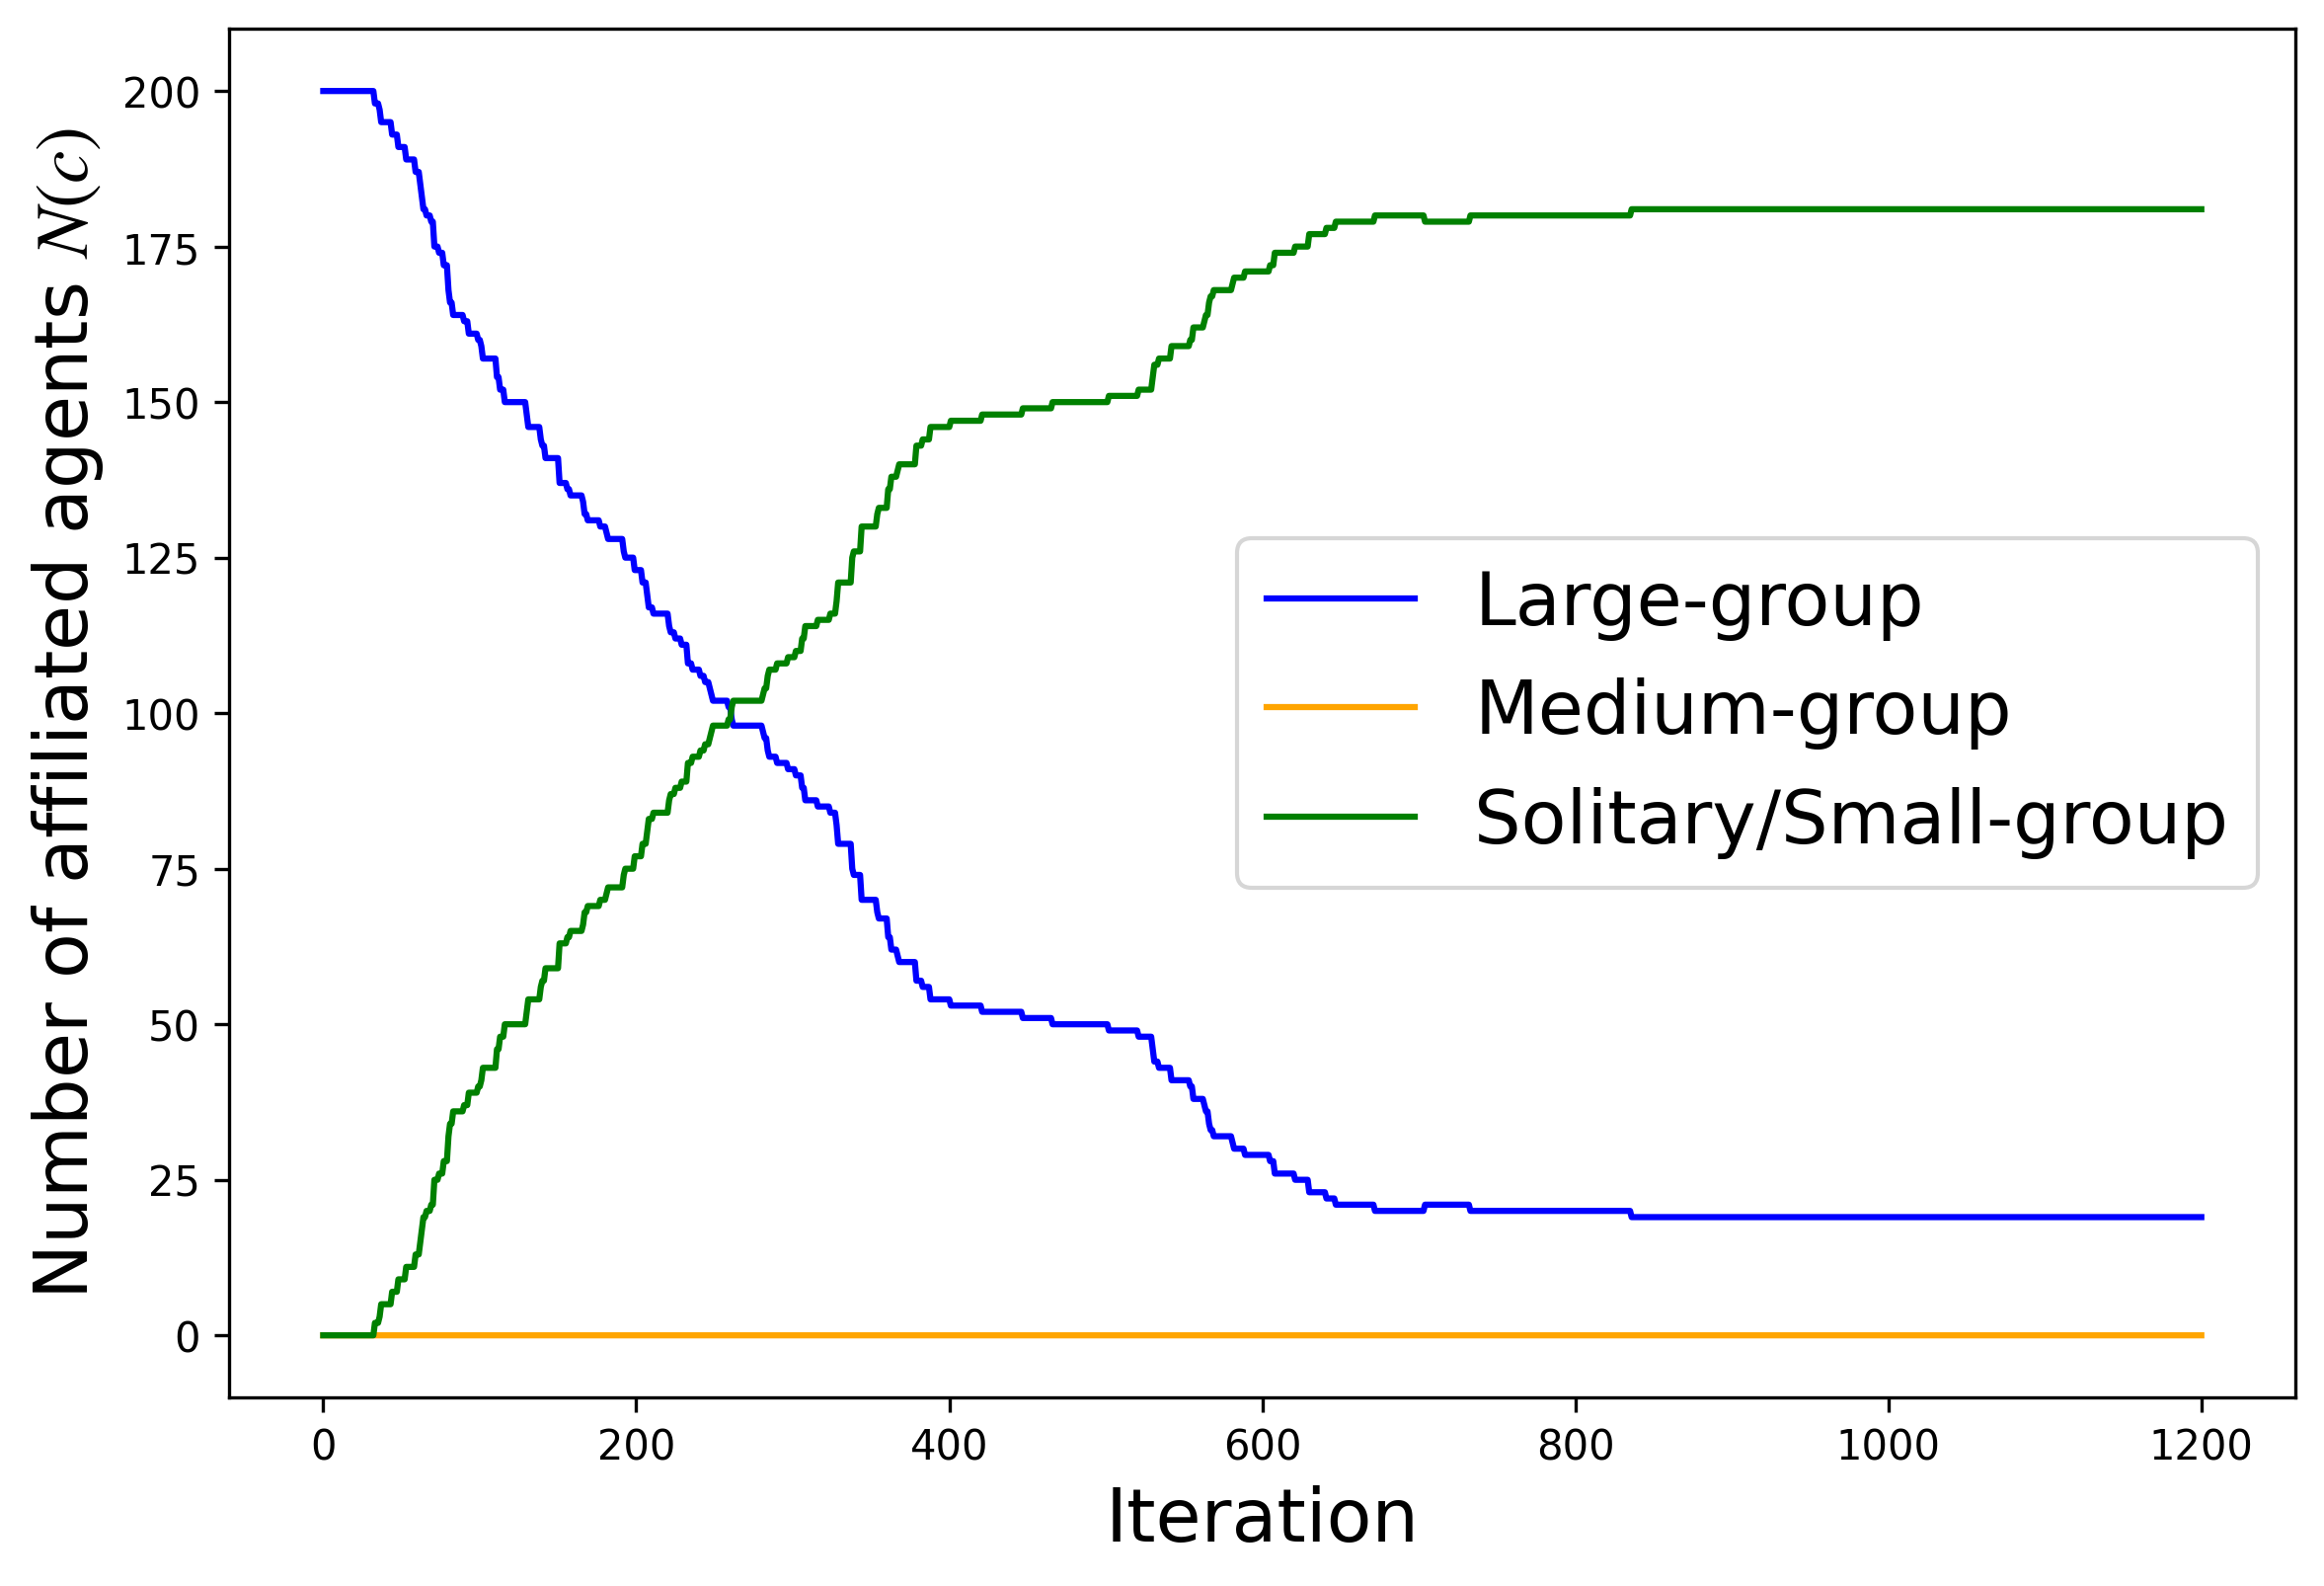 Number of affiliated agents N(c)
200
175
150
125
100
75
50
25
0
Large-group
Medium-group
Solitary/Small-group
0 200 400 600 800 1000 1200
Iteration